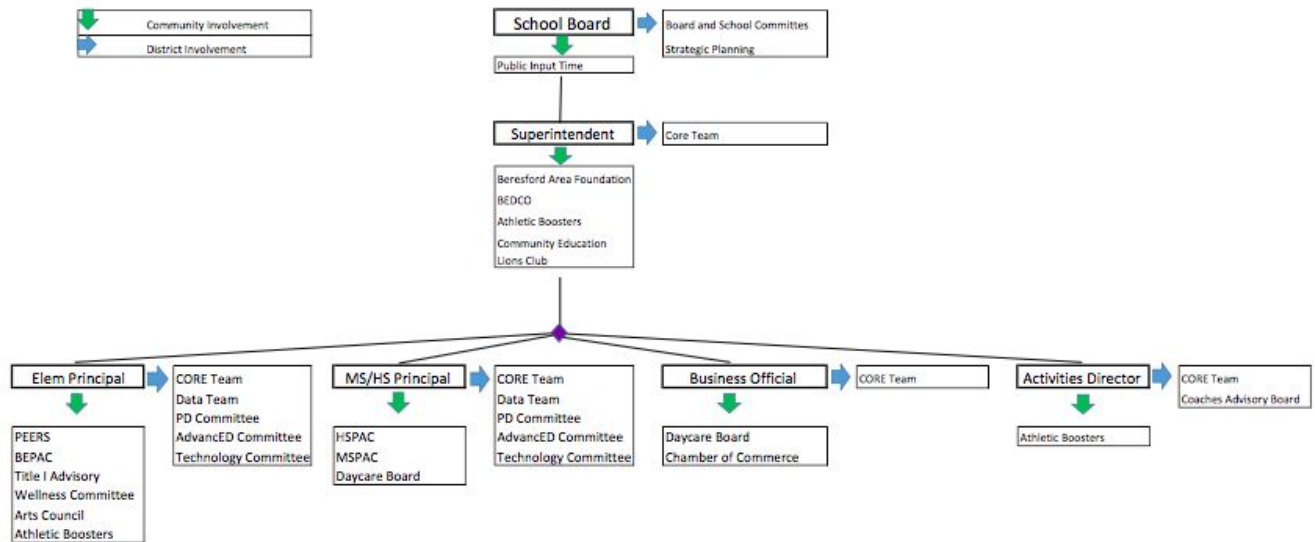 Community Involvement
District Involvement
School Board
Board and School Committes
Strategic Planning
Public Input Time
Superintendent
Core Team
Beresford Area Foundation
BEDCO
Athletic Boosters
Community Education
Lions Club
Elem Principal
CORE Team
Data Team
PD Committee
AdvancED Committee
Technology Committee
PEERS
BEPAC
Title I Advisory
Wellness Committee
Arts Council
Athletic Boosters
MS/HS Principal
CORE Team
Data Team
PD Committee
AdvancED Committee
Technology Committee
HSPAC
MSPAC
Daycare Board
Business Official
CORE Team
Daycare Board
Chamber of Commerce
Activities Director
CORE Team
Coaches Advisory Board
Athletic Boosters